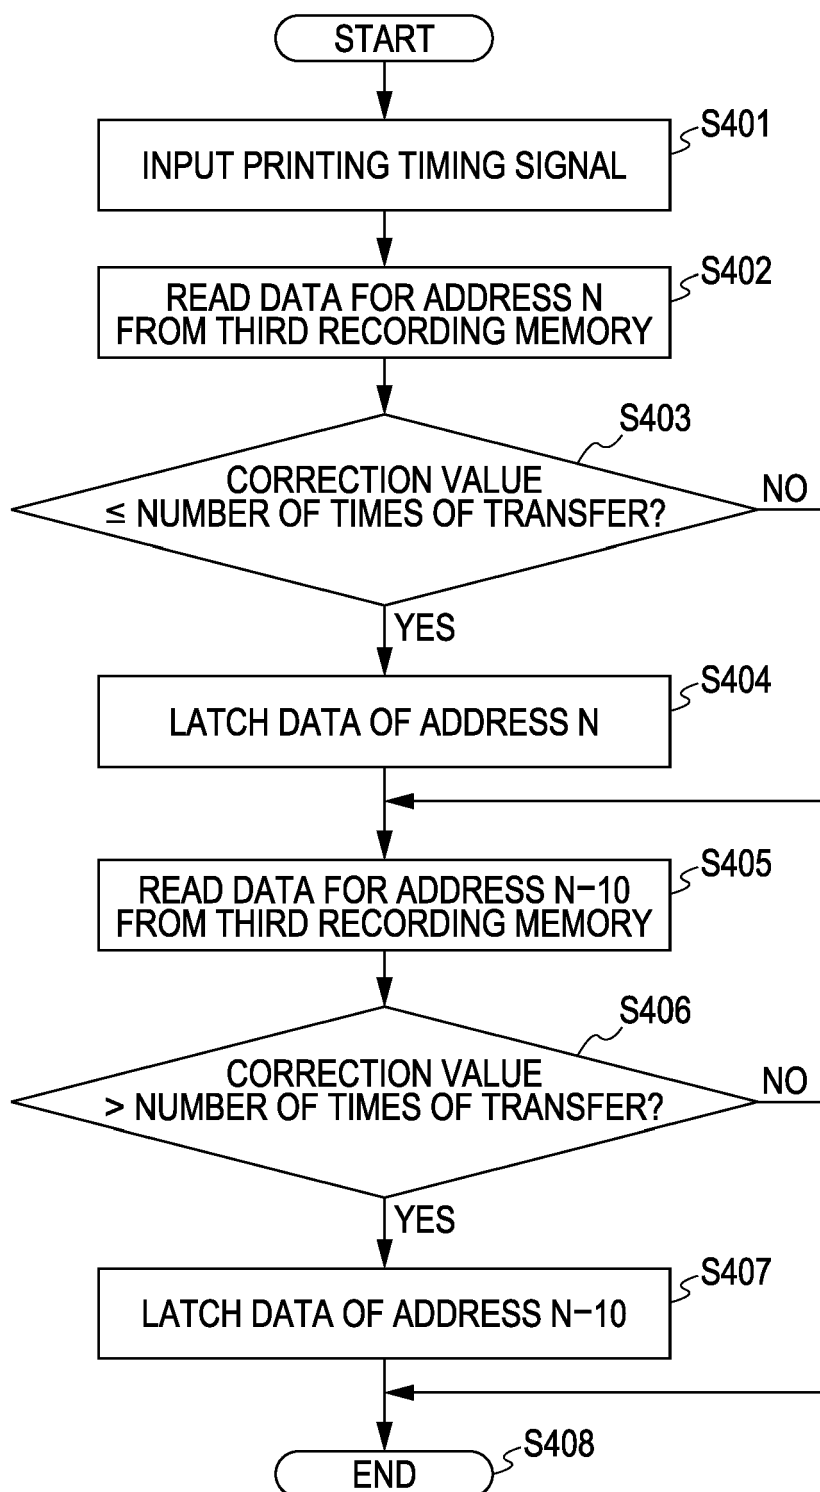 START
S401
INPUT PRINTING TIMING SIGNAL
S402
READ DATA FOR ADDRESS N
FROM THIRD RECORDING MEMORY
S403
CORRECTION VALUE
≤ NUMBER OF TIMES OF TRANSFER?
NO
YES
S404
LATCH DATA OF ADDRESS N
S405
READ DATA FOR ADDRESS N−10
FROM THIRD RECORDING MEMORY
S406
CORRECTION VALUE
> NUMBER OF TIMES OF TRANSFER?
NO
YES
S407
LATCH DATA OF ADDRESS N−10
S408
END